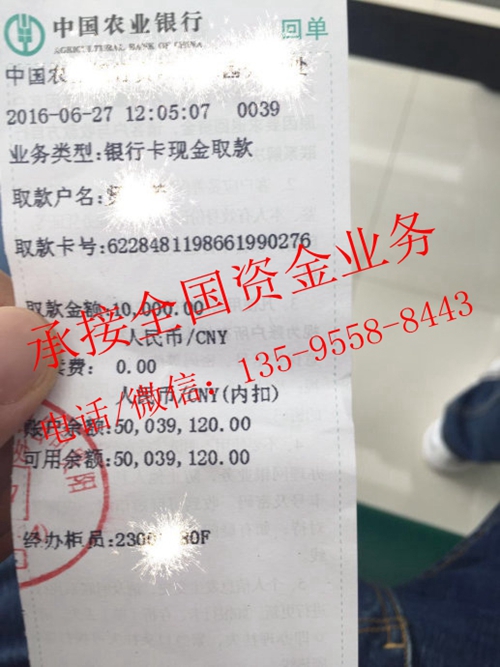 中国农业银行
回单
AGRICULTURAL BANK OF CHINA
中国农
处
2016-06-27 12:05:07 0039
业务类型:银行卡现金取款
取款户名:
取款卡号:6228481198661990276
取款金额:10,000.00
人民币/CNY
费: 0.00
人民币/CNY(内扣)
账户余额:50,039,120.00
可用余额:50,039,120.00
经办柜员:
承接全国资金业务
电话/微信：135-9558-8443